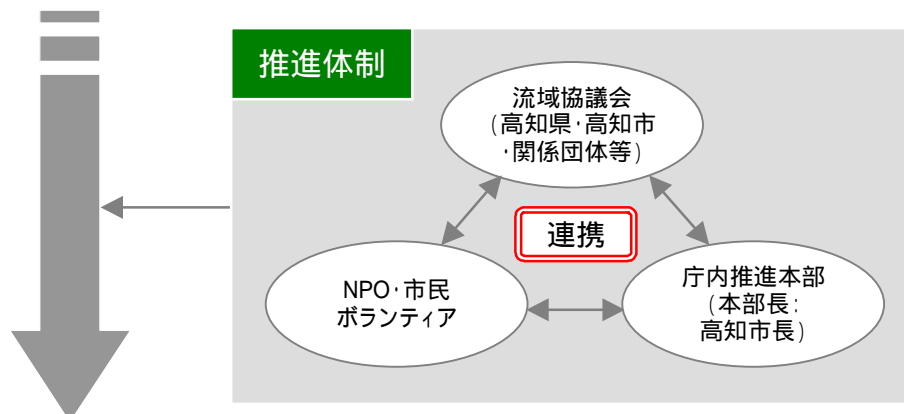 推進体制
流域協議会
(高知県･高知市
･関係団体等)
連携
NPO･市民
ボランティア
庁内推進本部
(本部長:
高知市長)